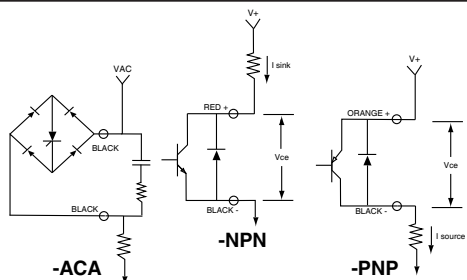 VAC
BLACK
BLACK
-ACA
V+
I sink
RED +
Vce
BLACK -
-NPN
V+
ORANGE +
Vce
BLACK -
I source
-PNP